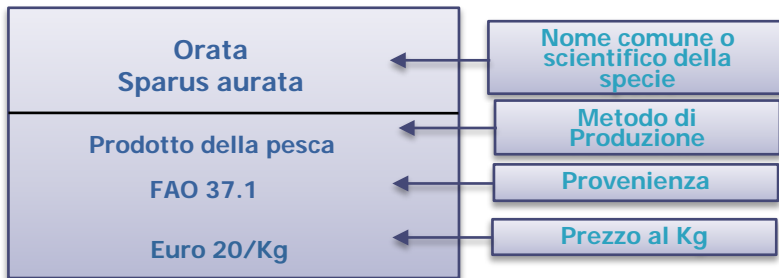 Orata
Sparus aurata
Prodotto della pesca
FAO 37.1
Euro 20/Kg
Nome comune o
scientifico della
specie
Metodo di
Produzione
Provenienza
Prezzo al Kg